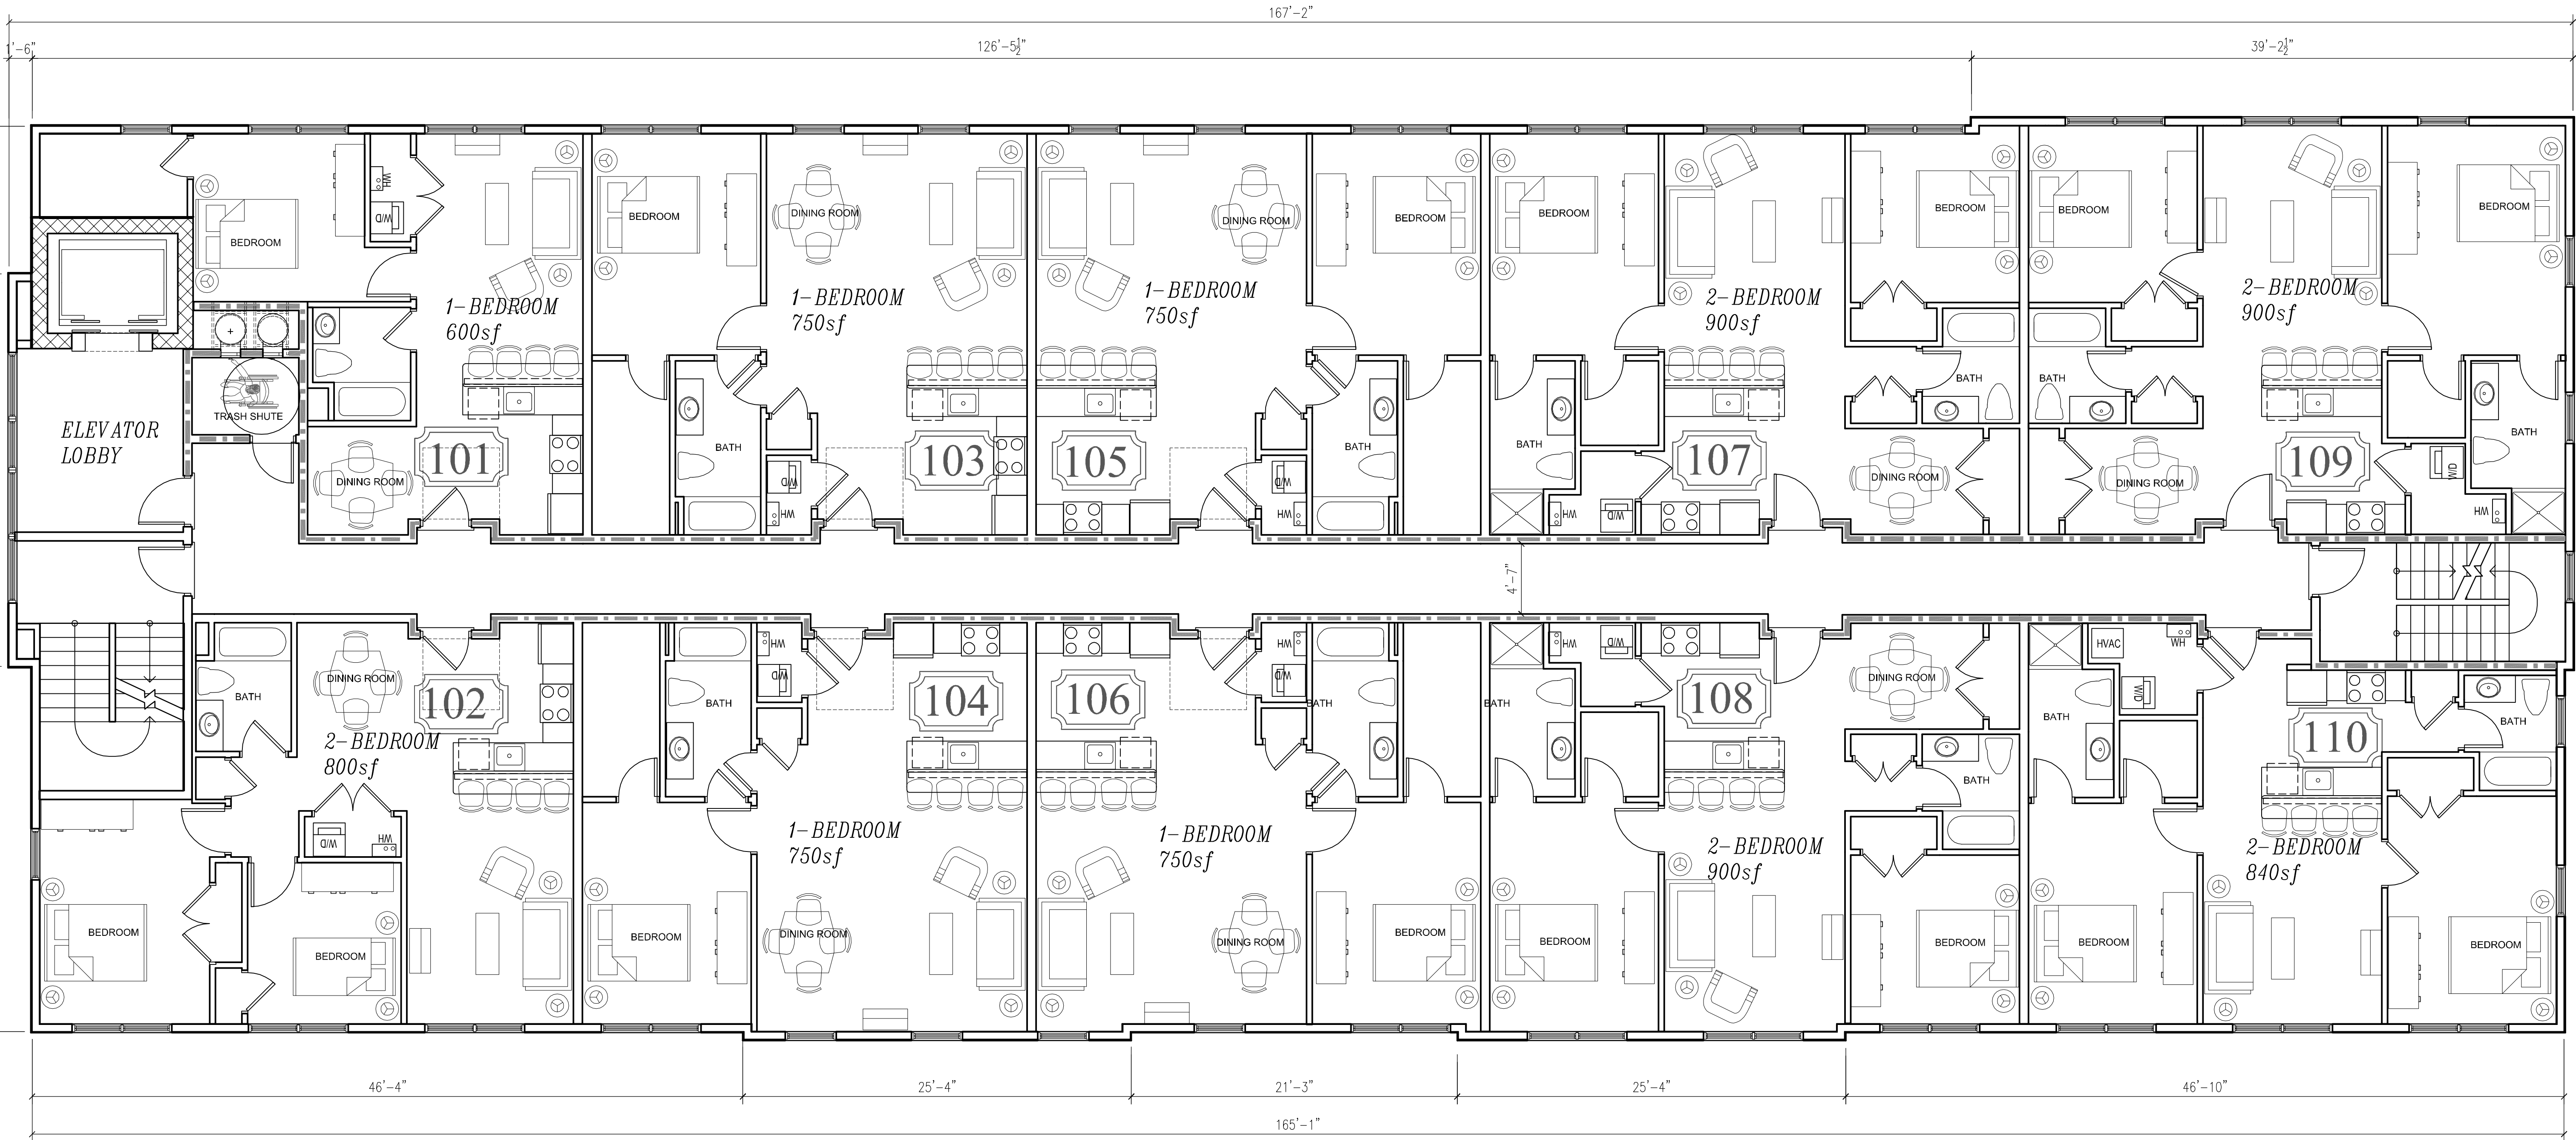 167'-2"
1'-6"
126'-5½"
39'-2½"
BEDROOM
WH
W/D
1-BEDROOM
600sf
TRASH SHUTE
ELEVATOR
LOBBY
DINING ROOM
101
BEDROOM
DINING ROOM
1-BEDROOM
750sf
BATH
W/D
WH
103
DINING ROOM
BEDROOM
1-BEDROOM
750sf
105
W/D
WH
BATH
BEDROOM
BEDROOM
2-BEDROOM
900sf
BATH
BATH
WH
W/D
107
DINING ROOM
BEDROOM
BEDROOM
2-BEDROOM
900sf
BATH
BATH
DINING ROOM
109
W/D
WH
4'-7"
BATH
DINING ROOM
102
2-BEDROOM
800sf
W/D
WH
BEDROOM
BEDROOM
WH
W/D
BATH
104
1-BEDROOM
750sf
BEDROOM
DINING ROOM
WH
W/D
BATH
106
1-BEDROOM
750sf
DINING ROOM
BEDROOM
WH
W/D
BATH
108
DINING ROOM
BATH
2-BEDROOM
900sf
BEDROOM
BEDROOM
HVAC
WH
W/D
BATH
BATH
110
2-BEDROOM
840sf
BEDROOM
BEDROOM
46'-4"
25'-4"
21'-3"
25'-4"
46'-10"
165'-1"